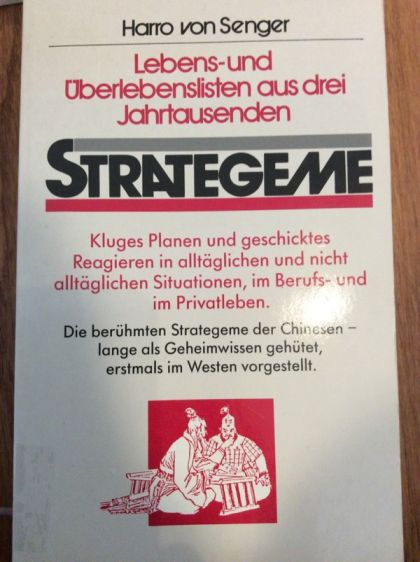 Harro von Senger
Lebens-und
Überlebenslisten aus drei
Jahrtausenden
STRATEGEME
Kluges Planen und geschicktes
Reagieren in alltäglichen und nicht
alltäglichen Situationen, im Berufs- und
im Privatleben.
Die berühmten Strategeme der Chinesen –
lange als Geheimwissen gehütet,
erstmals im Westen vorgestellt.